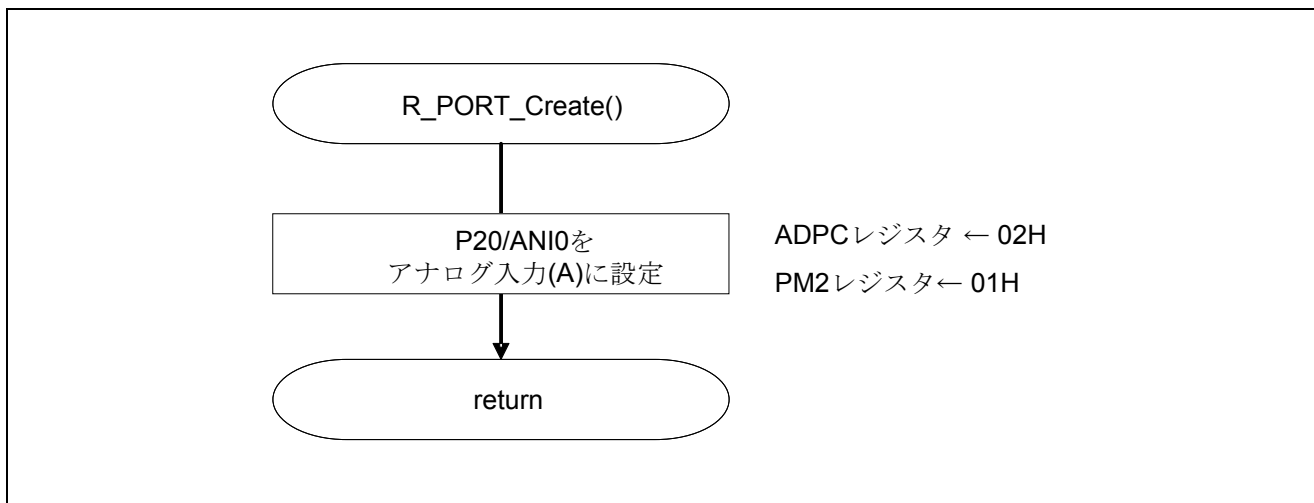 R_PORT_Create()
P20/ANI0を
アナログ入力(A)に設定
ADPCレジスタ ← 02H
PM2レジスタ← 01H
return